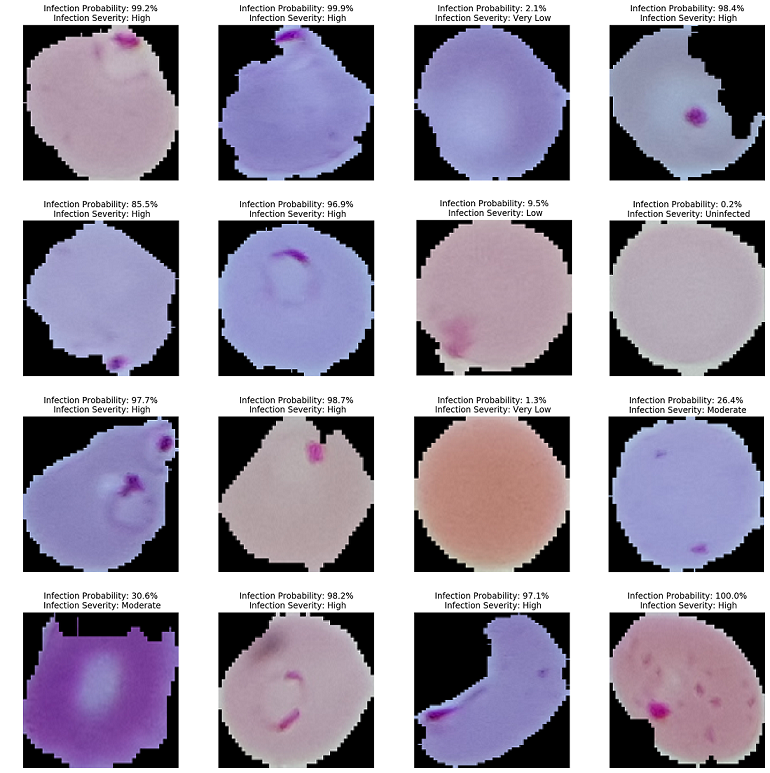 Infection Probability: 99.2%
Infection Severity: High
Infection Probability: 99.9%
Infection Severity: High
Infection Probability: 2.1%
Infection Severity: Very Low
Infection Probability: 98.4%
Infection Severity: High
Infection Probability: 85.5%
Infection Severity: High
Infection Probability: 96.9%
Infection Severity: High
Infection Probability: 9.5%
Infection Severity: Low
Infection Probability: 0.2%
Infection Severity: Uninfected
Infection Probability: 97.7%
Infection Severity: High
Infection Probability: 98.7%
Infection Severity: High
Infection Probability: 1.3%
Infection Severity: Very Low
Infection Probability: 26.4%
Infection Severity: Moderate
Infection Probability: 30.6%
Infection Severity: Moderate
Infection Probability: 98.2%
Infection Severity: High
Infection Probability: 97.1%
Infection Severity: High
Infection Probability: 100.0%
Infection Severity: High